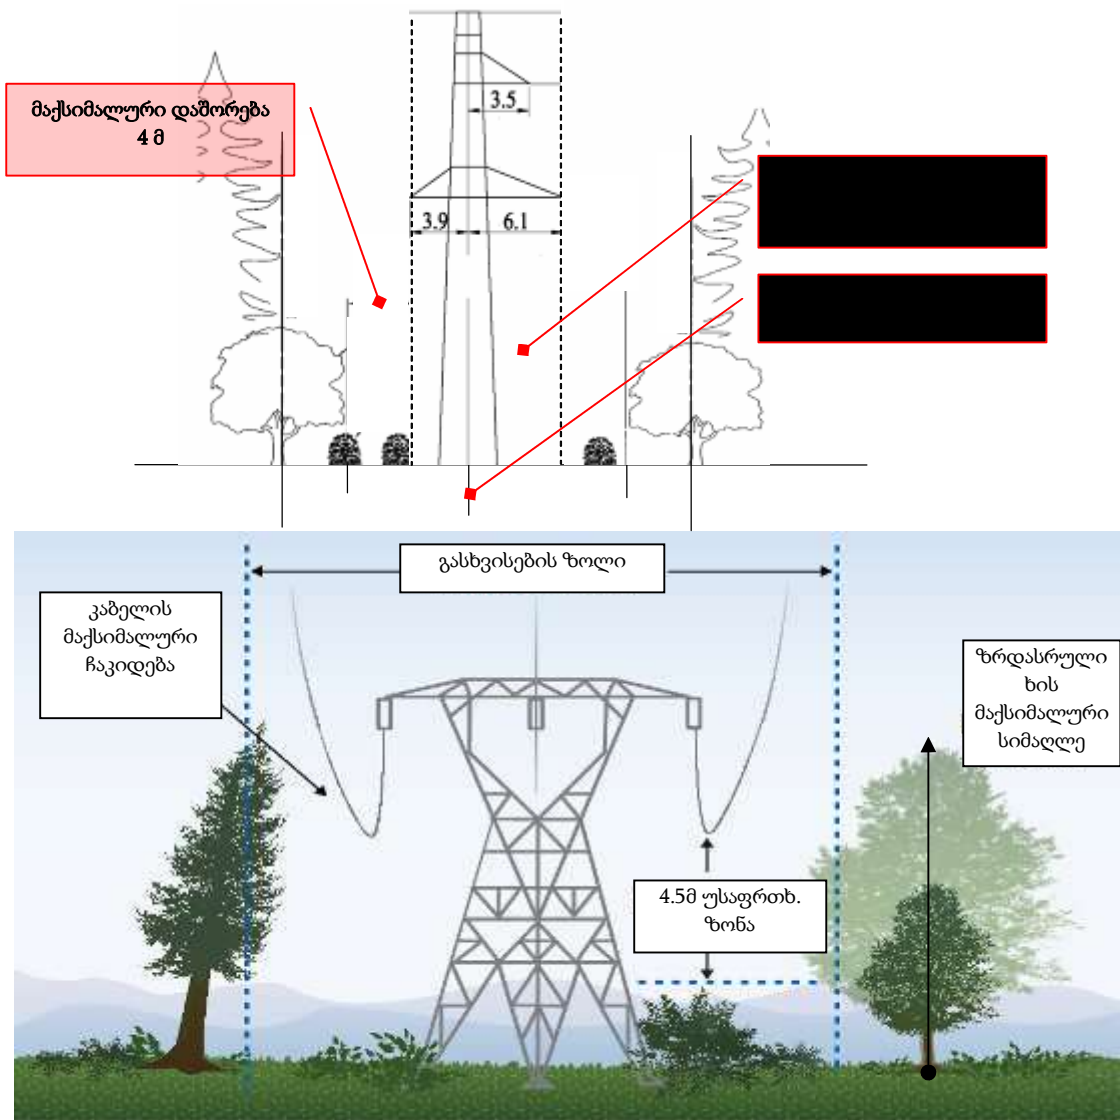 მაქსიმალური დაშორება
4 მ
3.5
3.9
6.1
გასხვისების ზოლი
კაბელის
მაქსიმალური
ჩაკიდება
ზრდასრული
ხის
მაქსიმალური
სიმაღლე
4.5მ უსაფრთხ.
ზონა